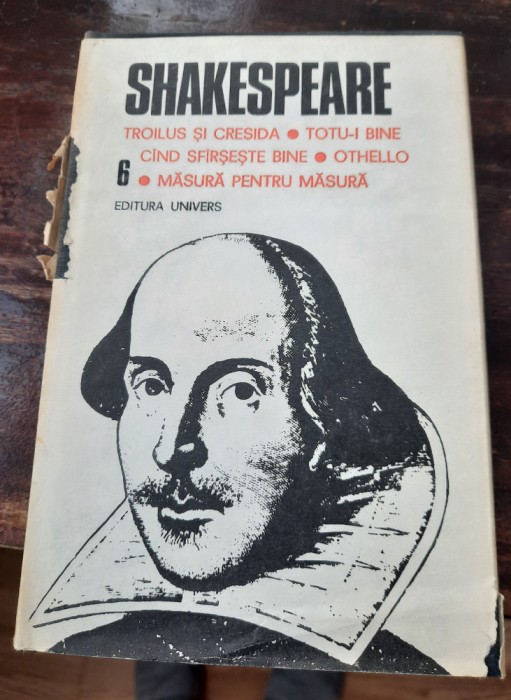 SHAKESPEARE
TROILUS ȘI CRESIDA • TOTU-I BINE
CÎND SFÎRȘEȘTE BINE • OTHELLO
6 • MĂSURĂ PENTRU MĂSURĂ
EDITURA UNIVERS